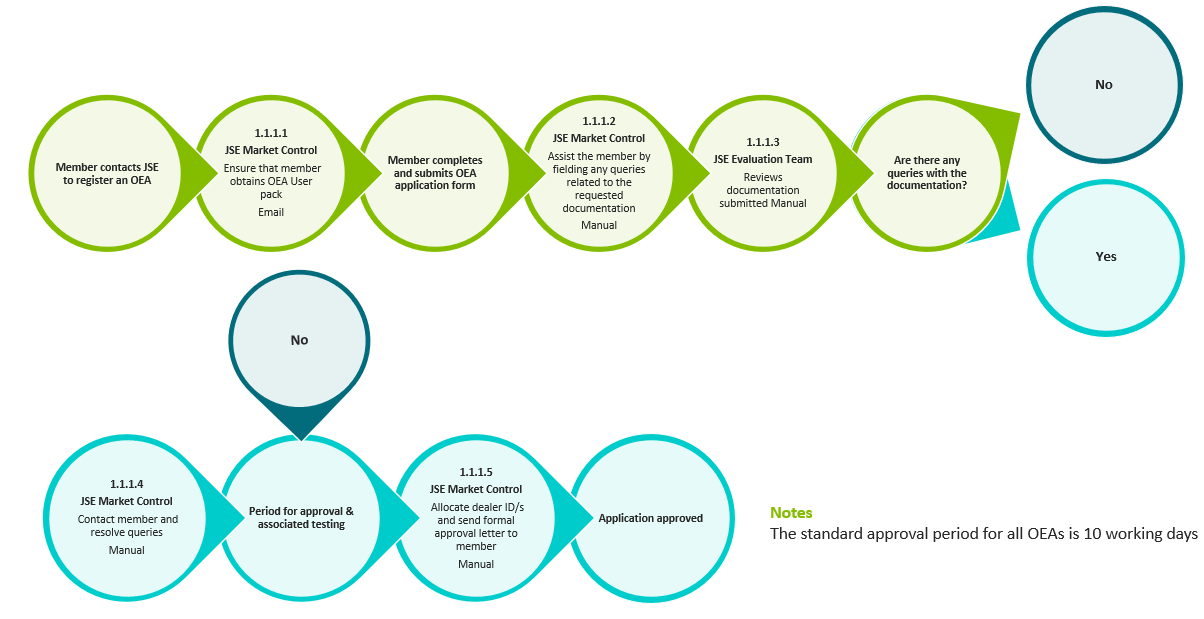 Member contacts JSE
to register an OEA
1.1.1.1
JSE Market Control
Ensure that member
obtains OEA User
pack
Email
Member completes
and submits OEA
application form
1.1.1.2
JSE Market Control
Assist the member by
fielding any queries
related to the
requested
documentation
Manual
1.1.1.3
JSE Evaluation Team
Reviews
documentation
submitted Manual
Are there any
queries with the
documentation?
No
Yes
No
1.1.1.4
JSE Market Control
Contact member and
resolve queries
Manual
Period for approval &
associated testing
1.1.1.5
JSE Market Control
Allocate dealer ID/s
and send formal
approval letter to
member
Manual
Application approved
Notes
The standard approval period for all OEAs is 10 working days